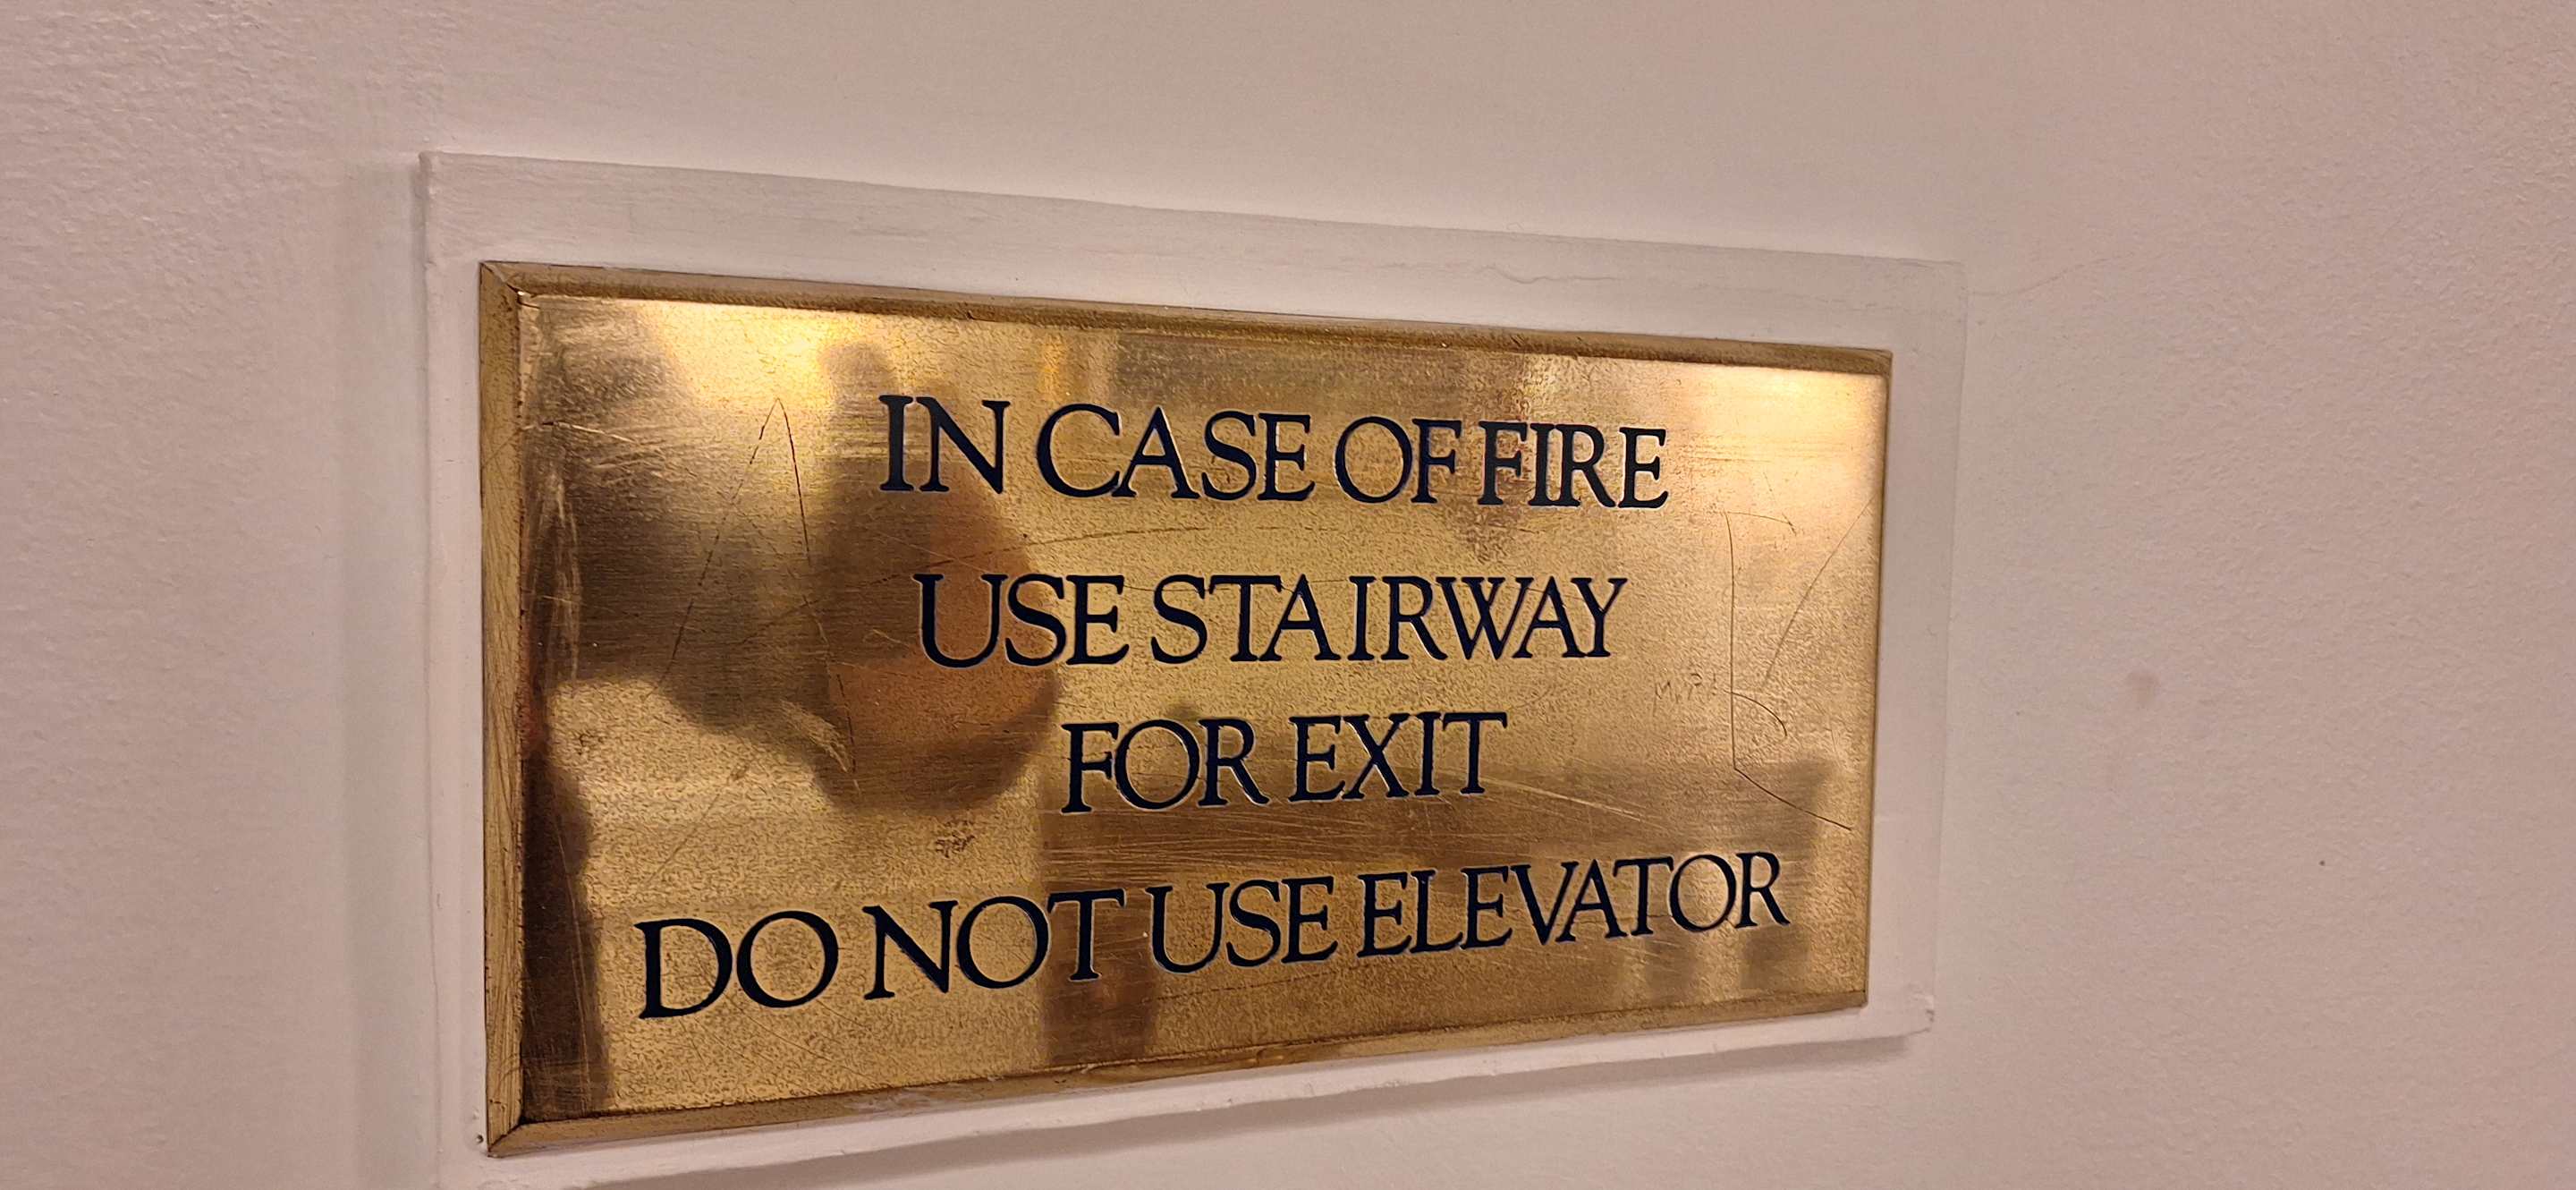 IN CASE OF FIRE
USE STAIRWAY
FOR EXIT
DO NOT USE ELEVATOR